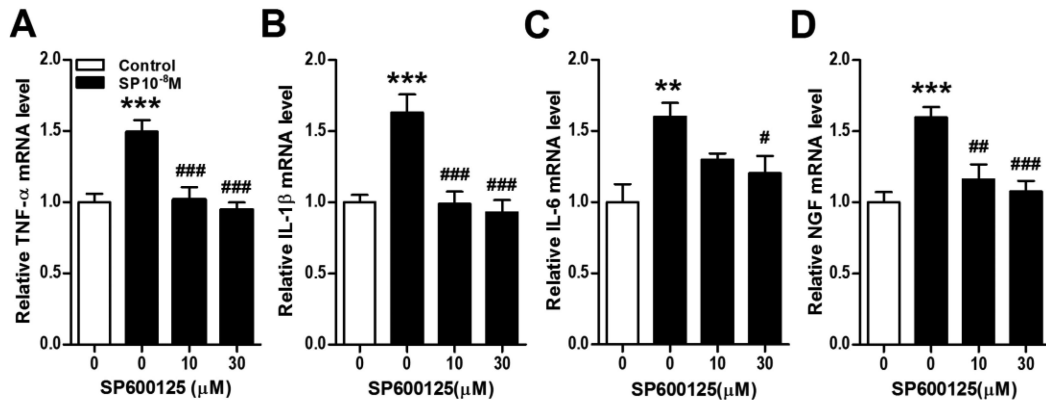 A
Relative TNF-α mRNA level
2.0
1.5
1.0
0.5
0.0
Control
SP10⁻⁸M
***
###
###
0 0 10 30
SP600125 (μM)
B
Relative IL-1β mRNA level
2.0
1.5
1.0
0.5
0.0
***
###
###
0 0 10 30
SP600125(μM)
C
Relative IL-6 mRNA level
2.0
1.5
1.0
0.5
0.0
**
#
0 0 10 30
SP600125(μM)
D
Relative NGF mRNA level
2.0
1.5
1.0
0.5
0.0
***
##
###
0 0 10 30
SP600125(μM)